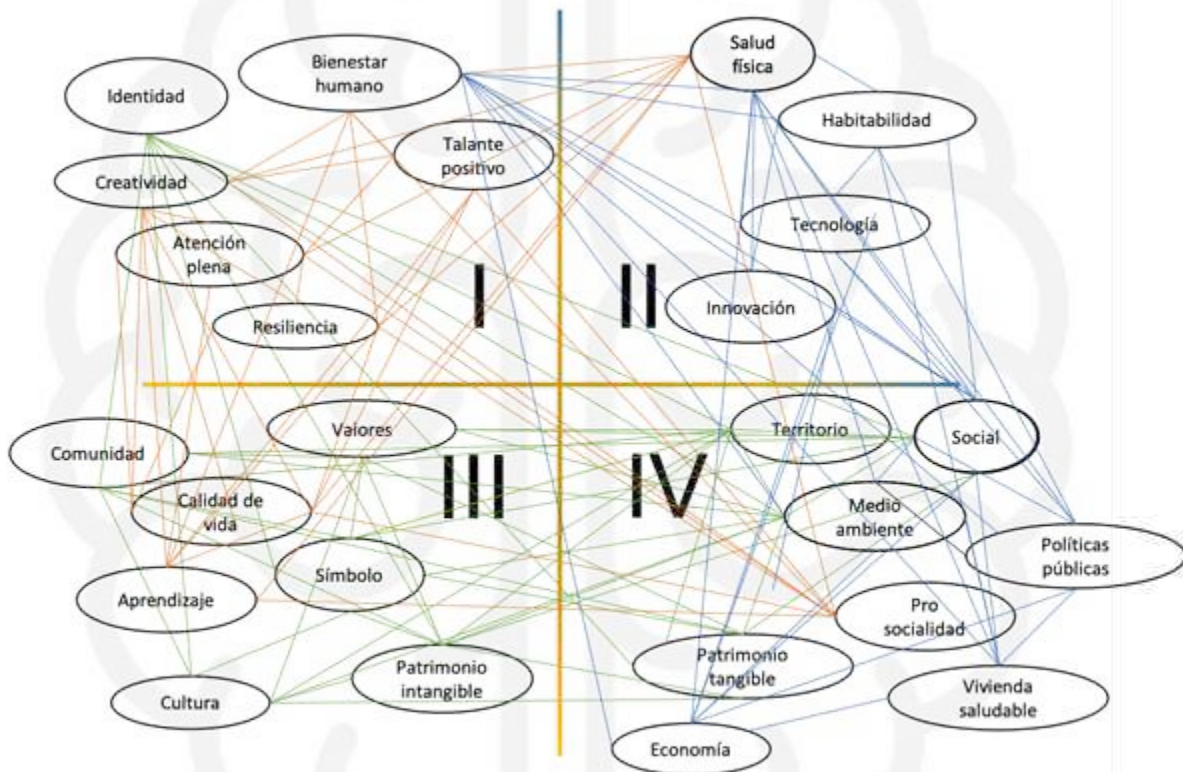 Identidad
Bienestar
humano
Creatividad
Talante
positivo
Atención
plena
Resiliencia
I
Salud
física
Habitabilidad
Tecnología
Innovación
II
Comunidad
Valores
Calidad de
vida
Símbolo
Aprendizaje
Cultura
Patrimonio
intangible
III
IV
Territorio
Social
Medio
ambiente
Políticas
públicas
Pro
socialidad
Patrimonio
tangible
Vivienda
saludable
Economía